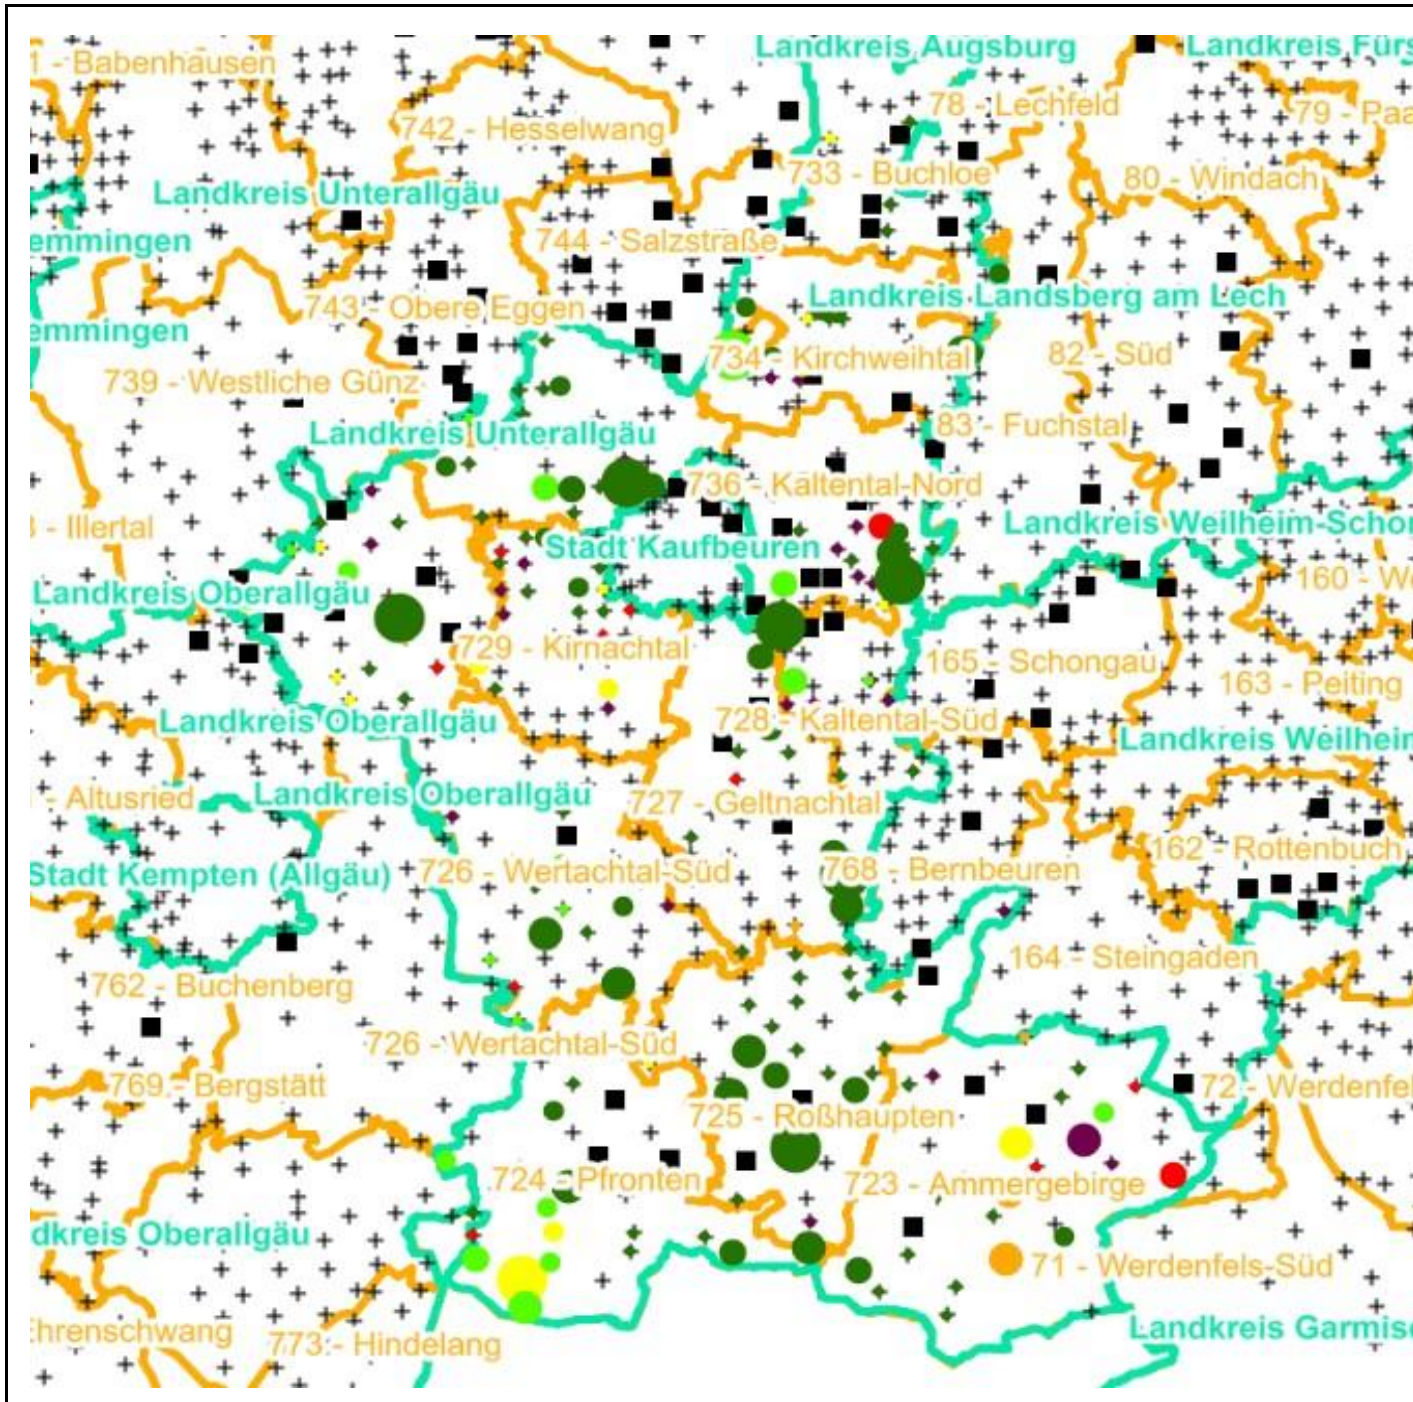 Landkreis Augsburg
Landkreis Fürs
1 - Babenhausen
78 - Lechfeld
79 - Paa
742 - Hesselwang
733 - Buchloe
80 - Windach
Landkreis Unterallgäu
emmingen
744 - Salzstraße
743 - Obere Eggen
Landkreis Landsberg am Lech
emmingen
734 - Kirchweihtal
82 - Süd
739 - Westliche Günz
83 - Fuchstal
Landkreis Unterallgäu
736 - Kaltental-Nord
3 - Illertal
Landkreis Weilheim-Schon
Stadt Kaufbeuren
160 - We
Landkreis Oberallgäu
729 - Kirnachtal
165 - Schongau
163 - Peiting
Landkreis Oberallgäu
728 - Kaltental-Süd
Landkreis Weilheim
- Altusried
Landkreis Oberallgäu
727 - Geltnachtal
162 - Rottenbuch
Stadt Kempten (Allgäu)
726 - Wertachtal-Süd
768 - Bernbeuren
164 - Steingaden
762 - Buchenberg
726 - Wertachtal-Süd
769 - Bergstätt
72 - Werdenfel
725 - Roßhaupten
724 - Pfronten
723 - Ammergebirge
dkreis Oberallgäu
71 - Werdenfels-Süd
Ehrenschwang
773 - Hindelang
Landkreis Garmisc